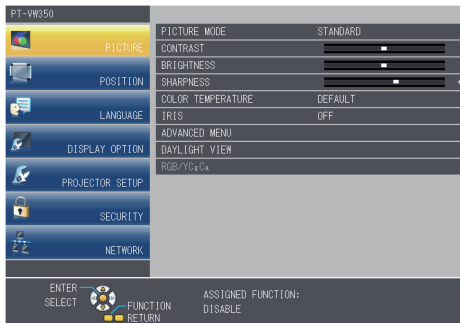 PT-VW350
PICTURE
POSITION
LANGUAGE
DISPLAY OPTION
PROJECTOR SETUP
SECURITY
NETWORK
PICTURE MODE STANDARD
CONTRAST
BRIGHTNESS
SHARPNESS
COLOR TEMPERATURE DEFAULT
IRIS OFF
ADVANCED MENU
DAYLIGHT VIEW
RGB/YCBCR
ENTER
SELECT
FUNCTION
RETURN
ASSIGNED FUNCTION:
DISABLE